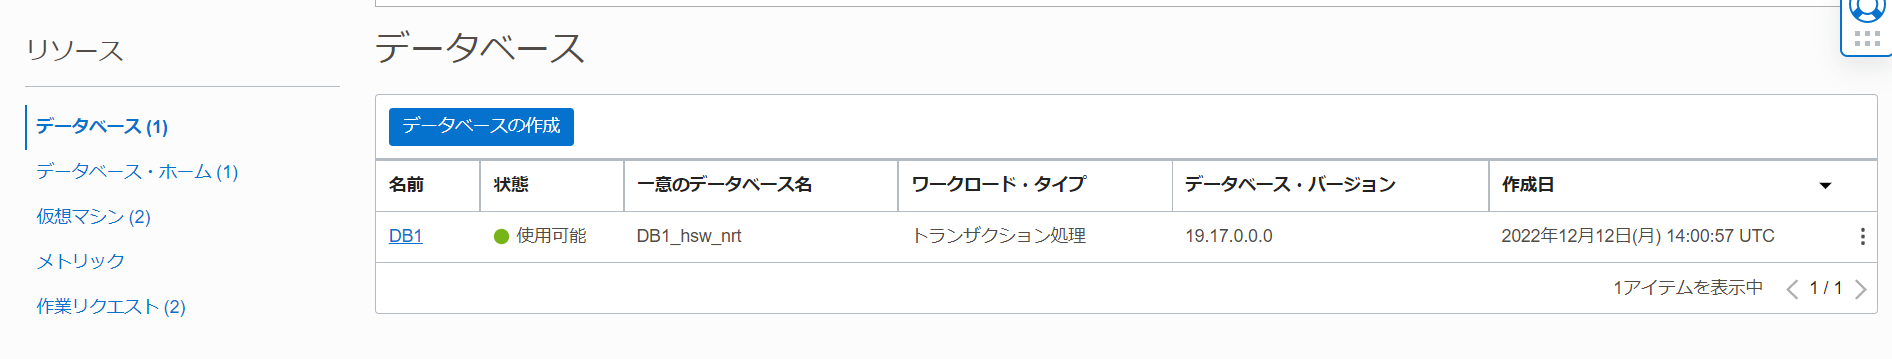 リソース
データベース (1)
データベース・ホーム (1)
仮想マシン (2)
メトリック
作業リクエスト (2)
データベース
データベースの作成
名前 状態 一意のデータベース名 ワークロード・タイプ データベース・バージョン 作成日
DB1 使用可能 DB1_hsw_nrt トランザクション処理 19.17.0.0.0 2022年12月12日(月) 14:00:57 UTC
1アイテムを表示中 1 / 1